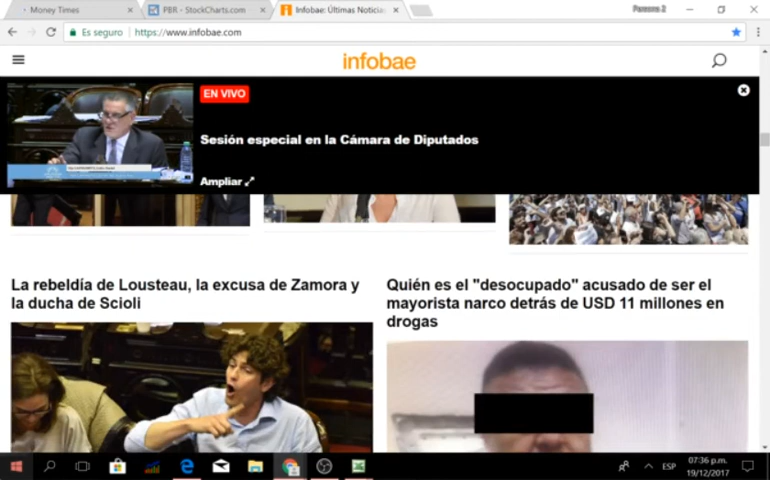 Money Times
PBR - StockCharts.com
Infobae: Últimas Noticias
Persona 2
Es seguro
https://www.infobae.com
infobae
EN VIVO
Sesión especial en la Cámara de Diputados
Ampliar
La rebeldía de Lousteau, la excusa de Zamora y
la ducha de Scioli
Quién es el "desocupado" acusado de ser el
mayorista narco detrás de USD 11 millones en
drogas
ESP
07:36 p.m.
19/12/2017